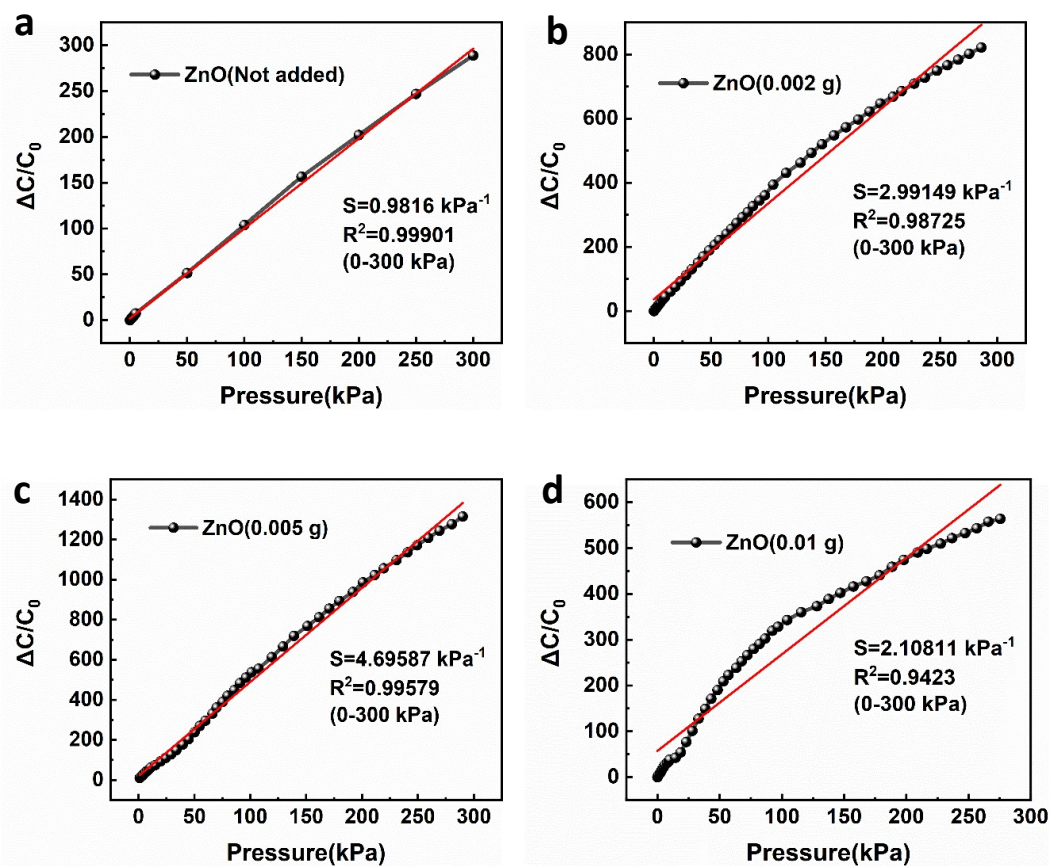 a
ZnO(Not added)
S=0.9816 kPa⁻¹
R²=0.99901
(0-300 kPa)
ΔC/C₀
300
250
200
150
100
50
0
0 50 100 150 200 250 300
Pressure(kPa)
b
ZnO(0.002 g)
S=2.99149 kPa⁻¹
R²=0.98725
(0-300 kPa)
ΔC/C₀
800
600
400
200
0
0 50 100 150 200 250 300
Pressure(kPa)
c
ZnO(0.005 g)
S=4.69587 kPa⁻¹
R²=0.99579
(0-300 kPa)
ΔC/C₀
1400
1200
1000
800
600
400
200
0
0 50 100 150 200 250 300
Pressure(kPa)
d
ZnO(0.01 g)
S=2.10811 kPa⁻¹
R²=0.9423
(0-300 kPa)
ΔC/C₀
600
500
400
300
200
100
0
0 50 100 150 200 250 300
Pressure(kPa)